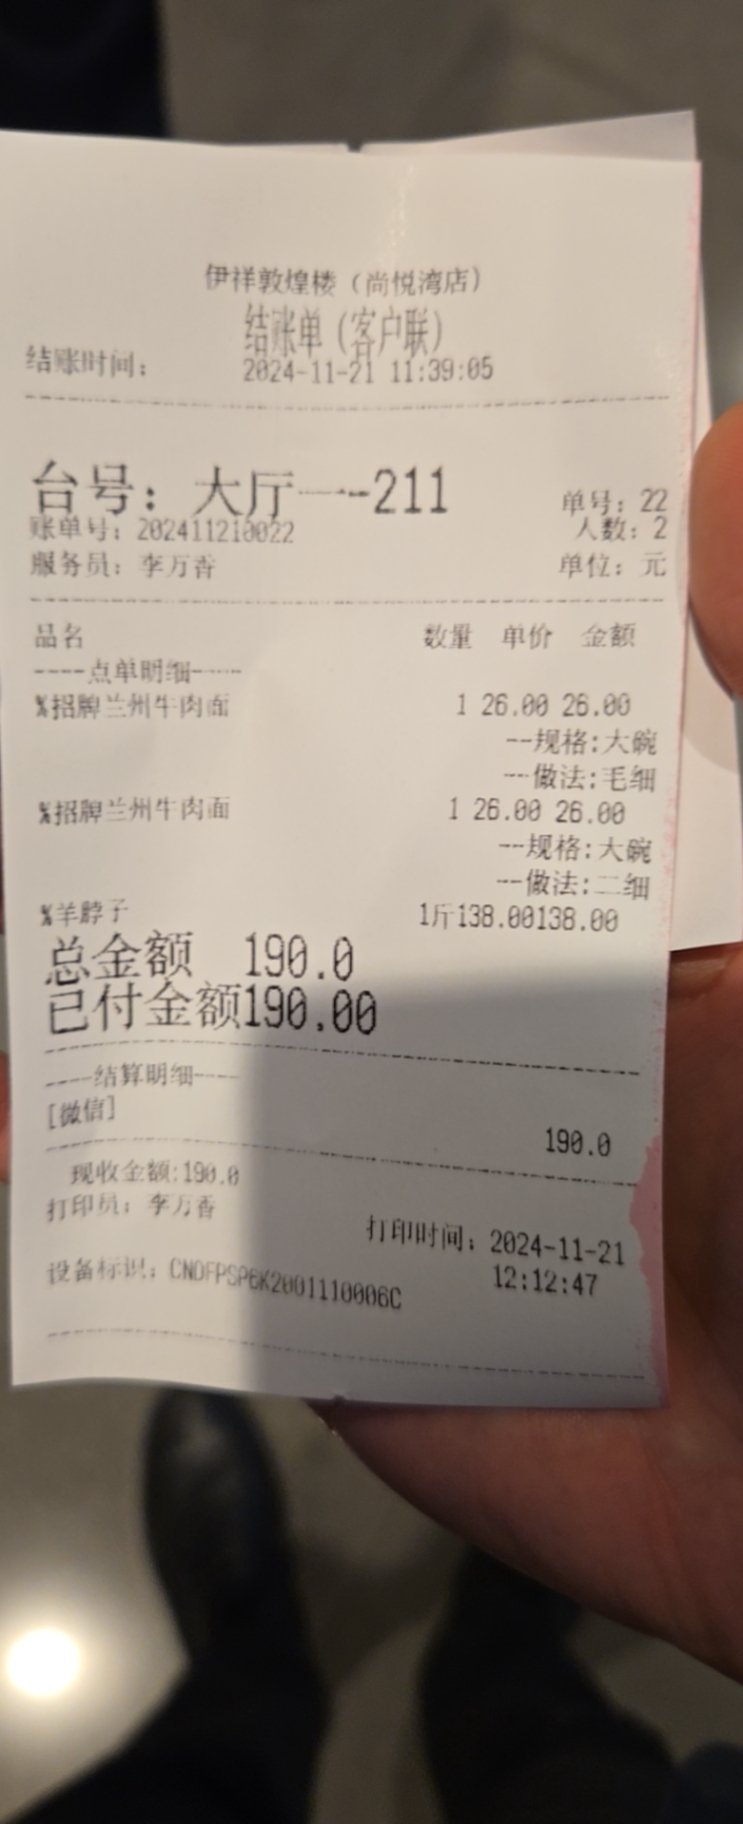 伊祥敦煌楼（尚悦湾店）
结账单（客户联）
结账时间： 2024-11-21 11:39:05
台号：大厅一--211 单号：22
账单号：202411210022 人数：2
服务员：李万香 单位：元
品名 数量 单价 金额
----点单明细----
%招牌兰州牛肉面 1 26.00 26.00
--规格:大碗
--做法:毛细
%招牌兰州牛肉面 1 26.00 26.00
--规格:大碗
--做法:二细
%羊脖子 1斤138.00138.00
总金额 190.0
已付金额190.00
----结算明细----
[微信] 190.0
现收金额:190.0
打印员：李万香
打印时间：2024-11-21 12:12:47
设备标识：CNDFPSP6K2001110006C